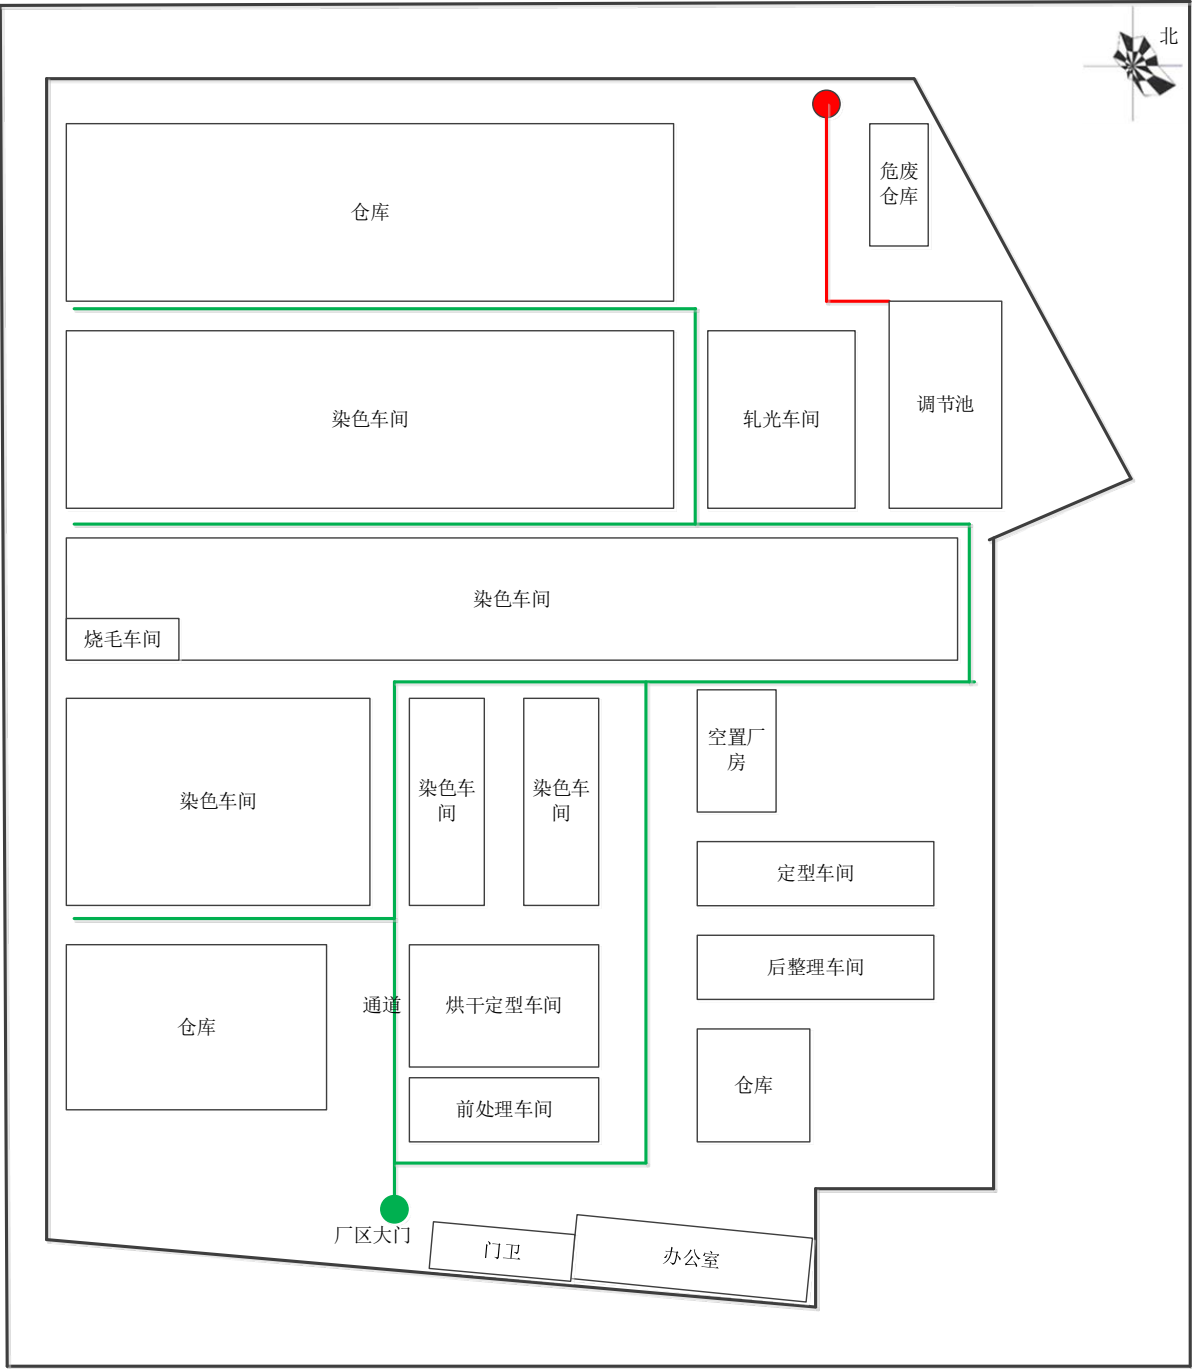 北
危废
仓库
仓库
调节池
染色车间
轧光车间
染色车间
烧毛车间
空置厂
房
染色车
间
染色车
间
染色车间
定型车间
后整理车间
通道
烘干定型车间
仓库
仓库
前处理车间
厂区大门
门卫
办公室